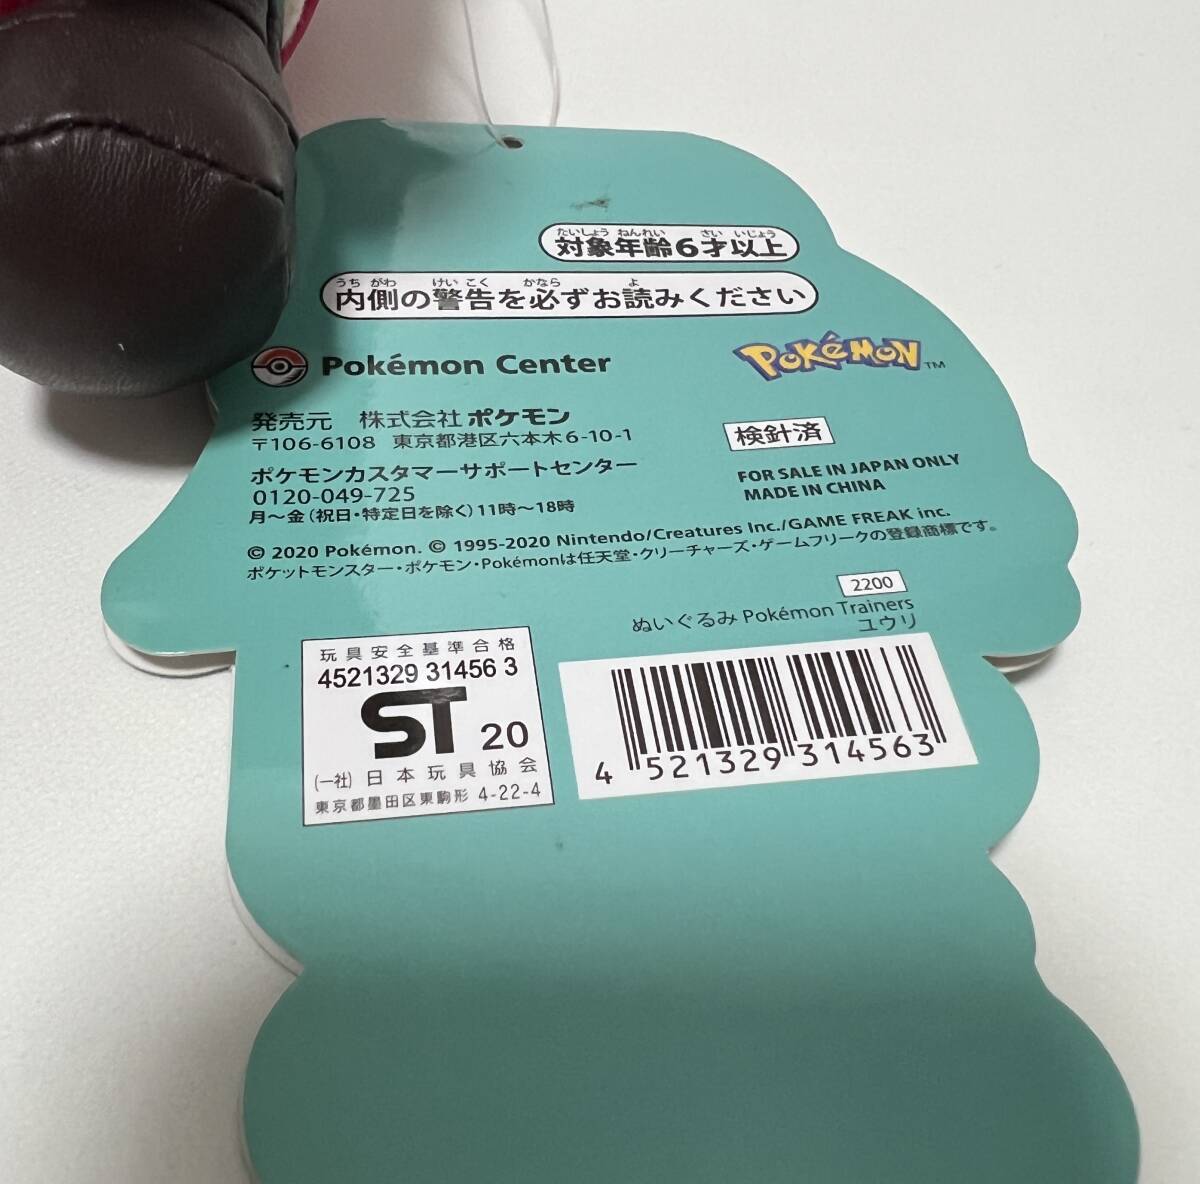 たいしょう ねんれい さい いじょう
対象年齢6才以上
うち がわ けい こく かなら よ
内側の警告を必ずお読みください
Pokémon Center
POKéMON™
発売元 株式会社 ポケモン
〒106-6108 東京都港区六本木6-10-1
検針済
ポケモンカスタマーサポートセンター
0120-049-725
月〜金(祝日・特定日を除く)11時〜18時
FOR SALE IN JAPAN ONLY
MADE IN CHINA
© 2020 Pokémon. © 1995-2020 Nintendo/Creatures Inc./GAME FREAK inc.
ポケットモンスター・ポケモン・Pokémonは任天堂・クリーチャーズ・ゲームフリークの登録商標です。
2200
ぬいぐるみ Pokémon Trainers
ユウリ
玩具安全基準合格
4521329 31456 3
ST 20
(一社) 日本玩具協会
東京都墨田区東駒形 4-22-4
4 521329 314563